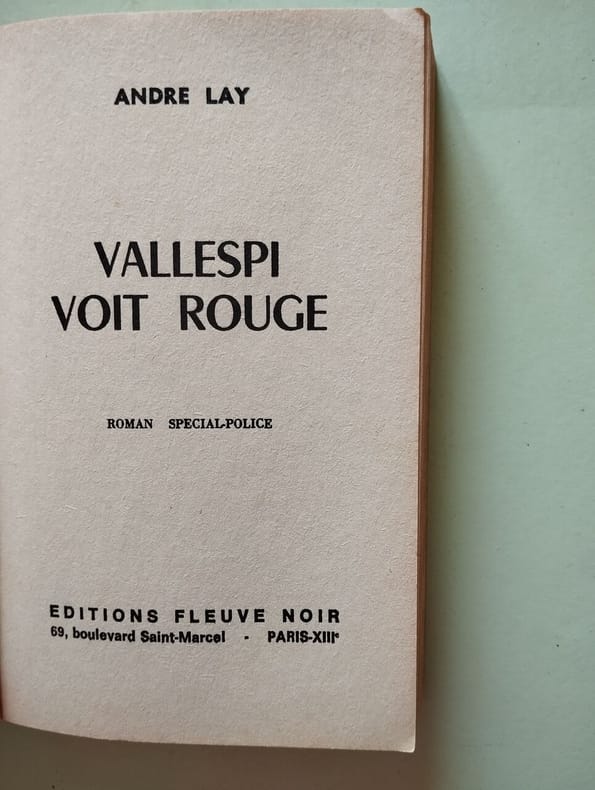 ANDRE LAY
VALLESPI
VOIT ROUGE
ROMAN SPECIAL-POLICE
EDITIONS FLEUVE NOIR
69, boulevard Saint-Marcel - PARIS-XIIIᵉ